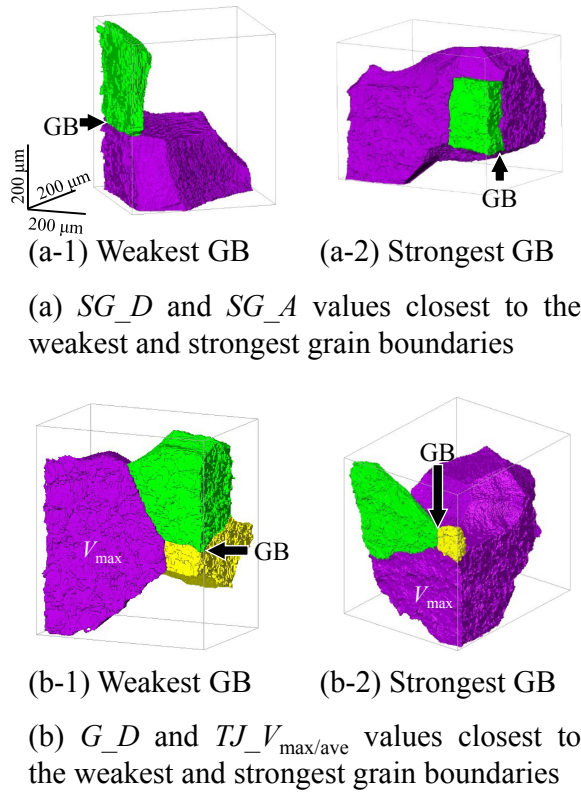 GB
200 μm
200 μm
200 μm
GB
(a-1) Weakest GB
(a-2) Strongest GB
(a) SG_D and SG_A values closest to the
weakest and strongest grain boundaries
GB
V_max
GB
V_max
(b-1) Weakest GB
(b-2) Strongest GB
(b) G_D and TJ_V_max/ave values closest to
the weakest and strongest grain boundaries